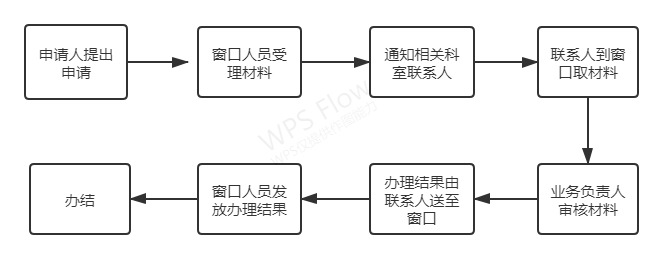 申请人提出
申请
窗口人员受
理材料
通知相关科
室联系人
联系人到窗
口取材料
WPS Flow
业务负责人
审核材料
办理结果由
联系人送至
窗口
窗口人员发
放办理结果
办结